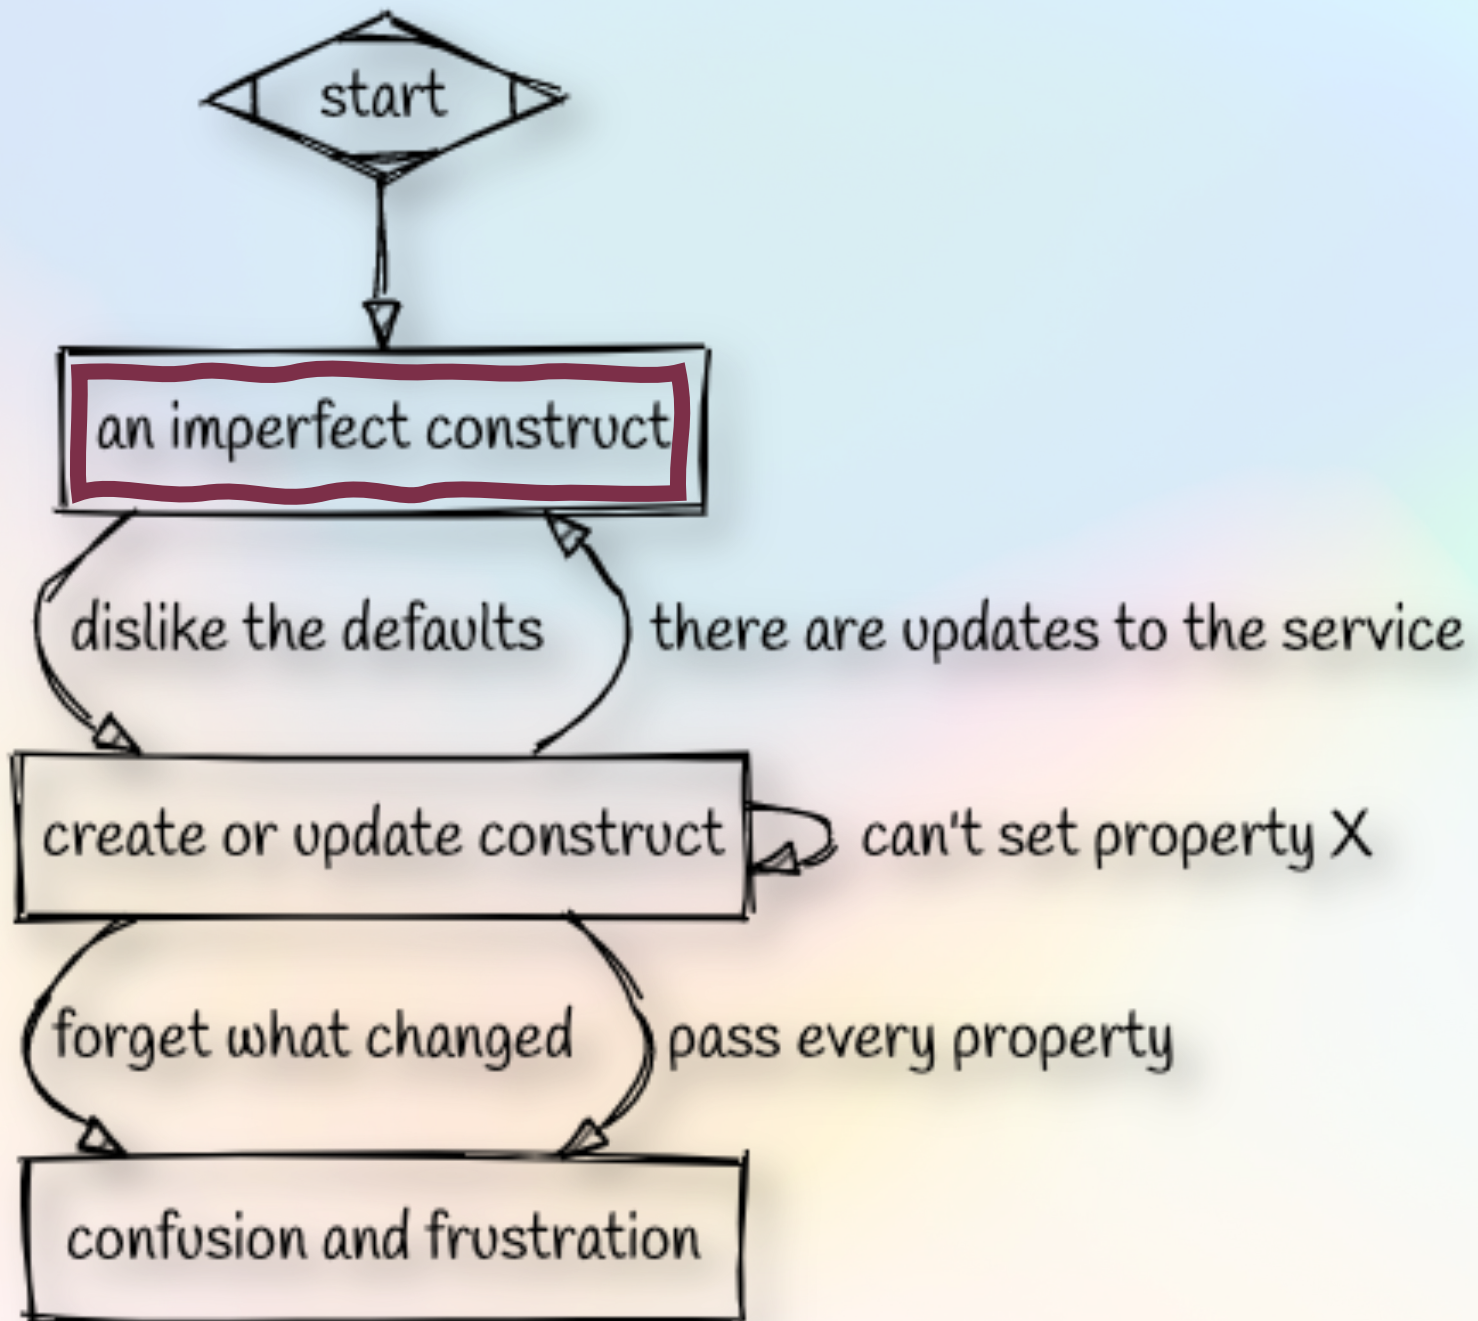 start
an imperfect construct
dislike the defaults
there are updates to the service
create or update construct
can't set property X
forget what changed
pass every property
confusion and frustration